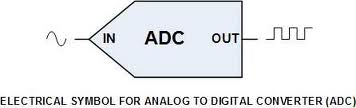 IN ADC OUT
ELECTRICAL SYMBOL FOR ANALOG TO DIGITAL CONVERTER (ADC)